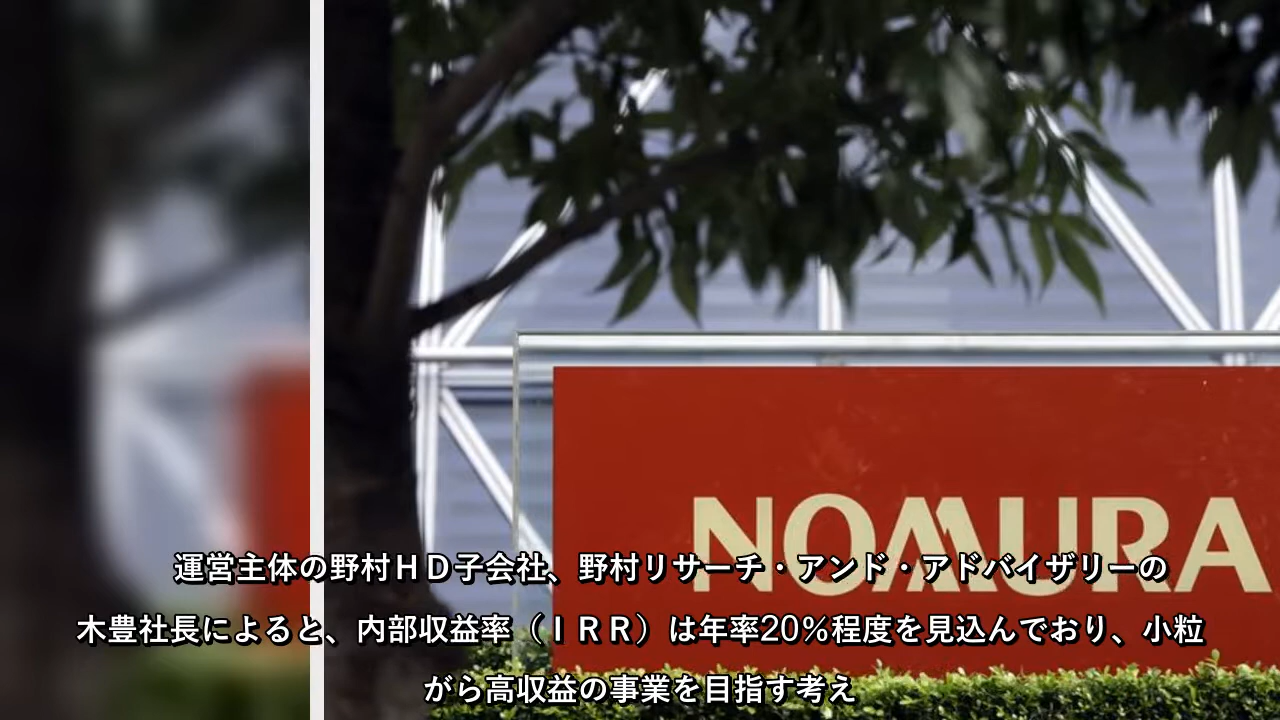 NOMURA
運営主体の野村ＨＤ子会社、野村リサーチ・アンド・アドバイザリーの
木豊社長によると、内部収益率（ＩＲＲ）は年率20％程度を見込んでおり、小粒
がら高収益の事業を目指す考え